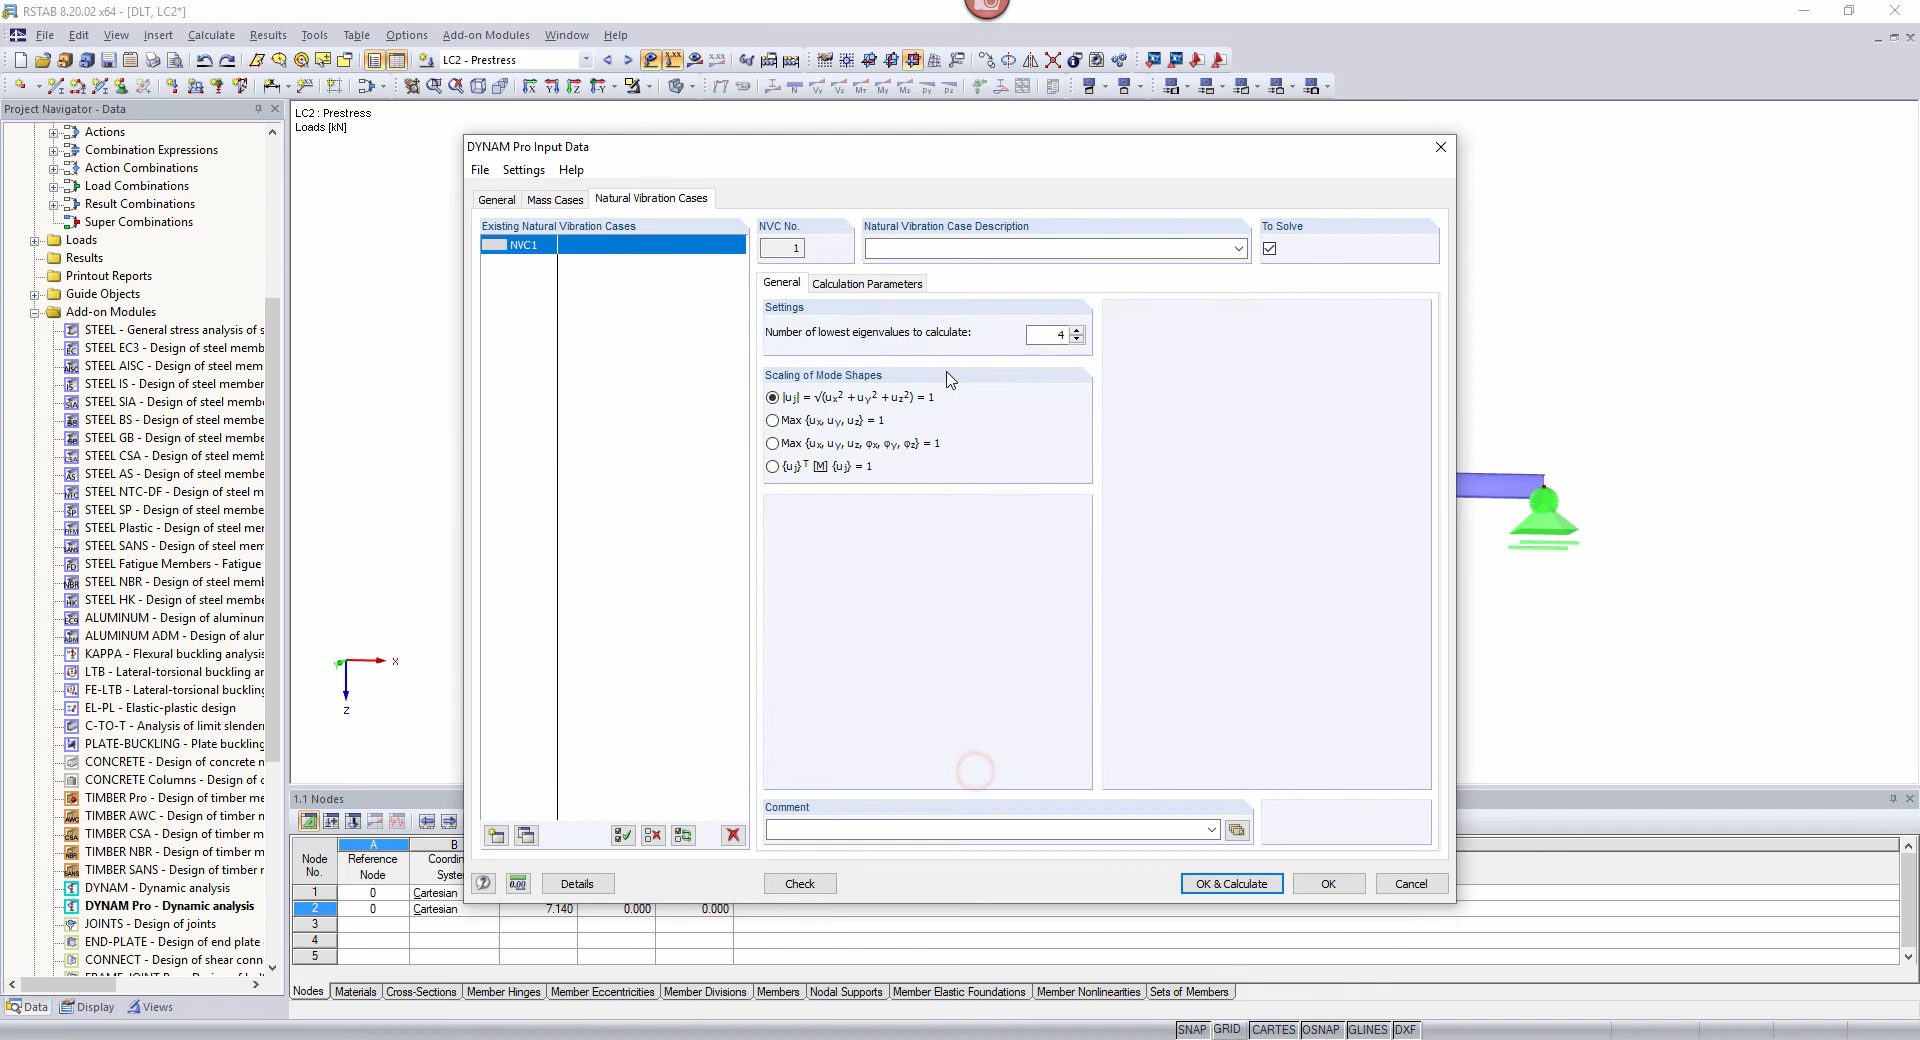 RSTAB 8.20.02 x64 - [DLT, LC2*]
File Edit View Insert Calculate Results Tools Table Options Add-on Modules Window Help
LC2 - Prestress
Project Navigator - Data
Actions
Combination Expressions
Action Combinations
Load Combinations
Result Combinations
Super Combinations
Loads
Results
Printout Reports
Guide Objects
Add-on Modules
STEEL - General stress analysis of s
STEEL EC3 - Design of steel memb
STEEL AISC - Design of steel mem
STEEL IS - Design of steel member
STEEL SIA - Design of steel membe
STEEL BS - Design of steel membe
STEEL GB - Design of steel membe
STEEL CSA - Design of steel membe
STEEL AS - Design of steel membe
STEEL NTC-DF - Design of steel me
STEEL SP - Design of steel membe
STEEL Plastic - Design of steel mer
STEEL SANS - Design of steel mem
STEEL Fatigue Members - Fatigue
STEEL NBR - Design of steel memb
STEEL HK - Design of steel membe
ALUMINUM - Design of aluminum
ALUMINUM ADM - Design of alur
KAPPA - Flexural buckling analysis
LTB - Lateral-torsional buckling ar
FE-LTB - Lateral-torsional buckling
EL-PL - Elastic-plastic design
C-TO-T - Analysis of limit slendern
PLATE-BUCKLING - Plate buckling
CONCRETE - Design of concrete n
CONCRETE Columns - Design of c
TIMBER Pro - Design of timber me
TIMBER AWC - Design of timber m
TIMBER CSA - Design of timber m
TIMBER NBR - Design of timber m
TIMBER SANS - Design of timber r
DYNAM - Dynamic analysis
DYNAM Pro - Dynamic analysis
JOINTS - Design of joints
END-PLATE - Design of end plate
CONNECT - Design of shear conn
Data Display Views
LC2 : Prestress
Loads [kN]
X
Z
DYNAM Pro Input Data
File Settings Help
General Mass Cases Natural Vibration Cases
Existing Natural Vibration Cases
NVC1
NVC No.
1
Natural Vibration Case Description
To Solve
General Calculation Parameters
Settings
Number of lowest eigenvalues to calculate:
4
Scaling of Mode Shapes
|uj| = √(ux² + uy² + uz²) = 1
Max {ux, uy, uz} = 1
Max {ux, uy, uz, φx, φy, φz} = 1
{uj}ᵀ [M] {uj} = 1
Comment
Details Check OK & Calculate OK Cancel
1.1 Nodes
A B
Node No. Reference Node Coordin Syste
1 0 Cartesian
2 0 Cartesian 7.140 0.000 0.000
3
4
5
Nodes Materials Cross-Sections Member Hinges Member Eccentricities Member Divisions Members Nodal Supports Member Elastic Foundations Member Nonlinearities Sets of Members
SNAP GRID CARTES OSNAP GLINES DXF